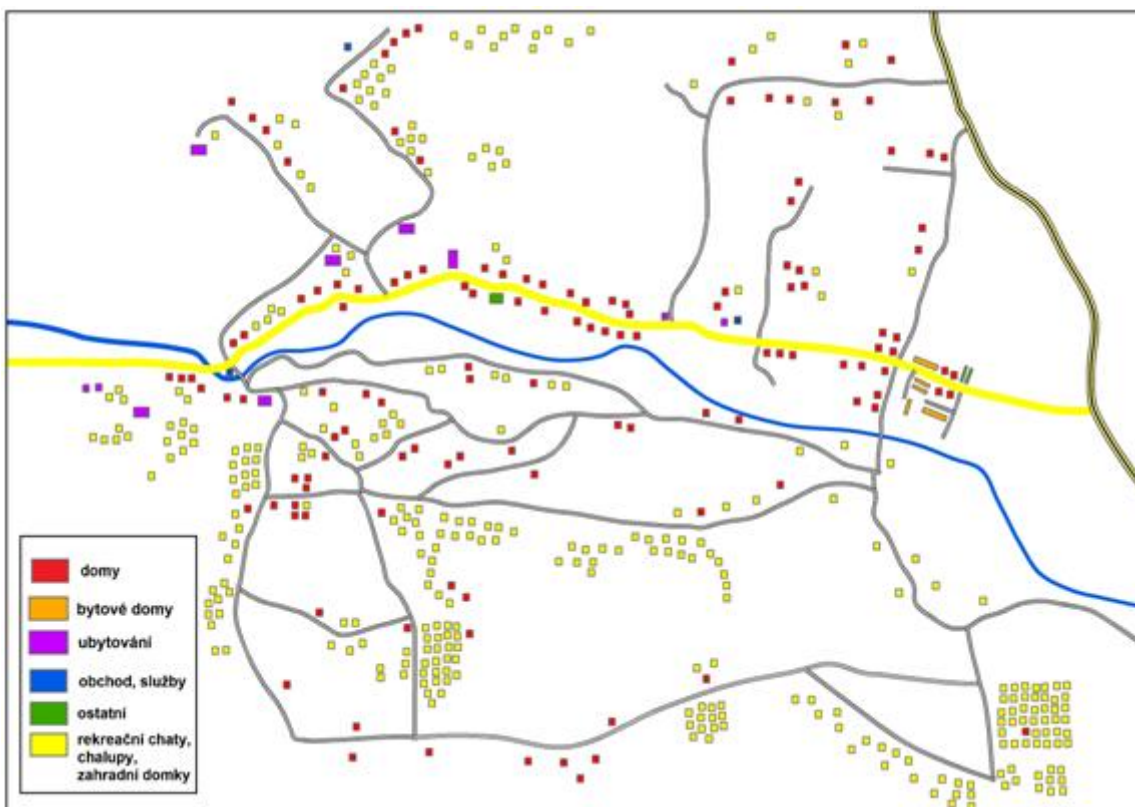 domy
bytové domy
ubytování
obchod, služby
ostatní
rekreační chaty,
chalupy,
zahradní domky